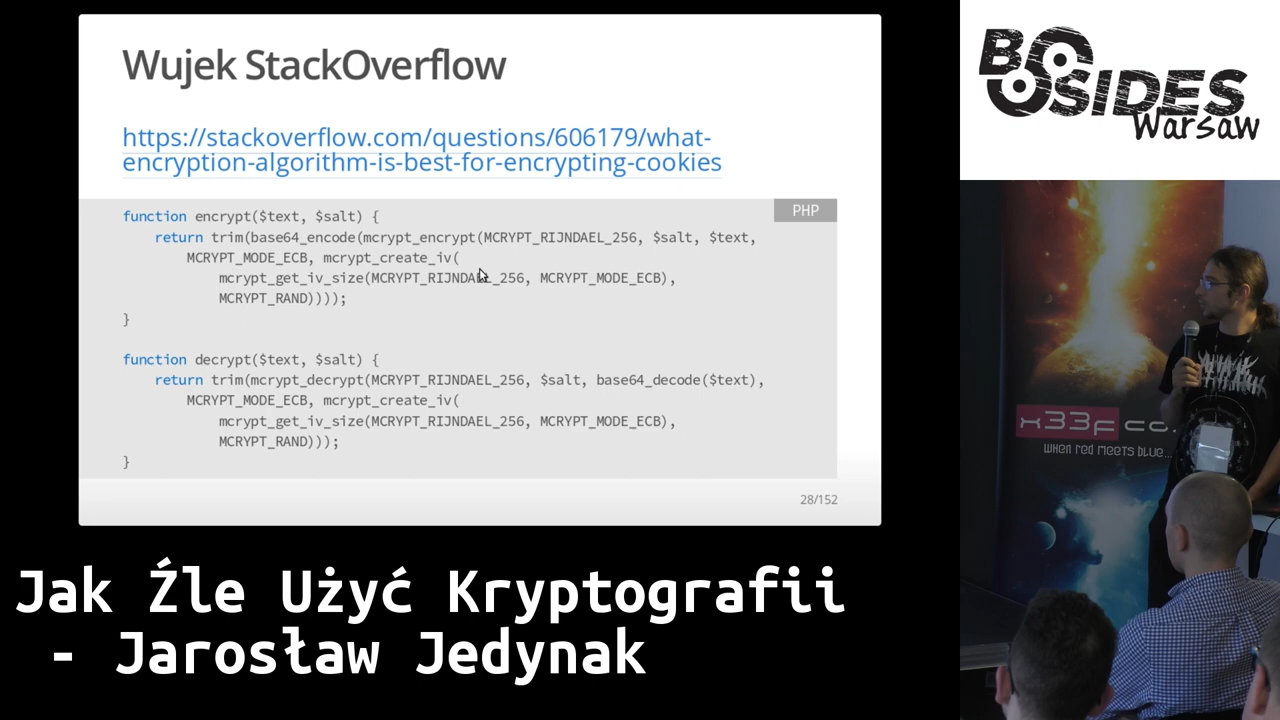 Wujek StackOverflow
https://stackoverflow.com/questions/606179/what-
encryption-algorithm-is-best-for-encrypting-cookies
PHP
function encrypt($text, $salt) {
    return trim(base64_encode(mcrypt_encrypt(MCRYPT_RIJNDAEL_256, $salt, $text,
        MCRYPT_MODE_ECB, mcrypt_create_iv(
            mcrypt_get_iv_size(MCRYPT_RIJNDAEL_256, MCRYPT_MODE_ECB),
            MCRYPT_RAND))));
}
function decrypt($text, $salt) {
    return trim(mcrypt_decrypt(MCRYPT_RIJNDAEL_256, $salt, base64_decode($text),
        MCRYPT_MODE_ECB, mcrypt_create_iv(
            mcrypt_get_iv_size(MCRYPT_RIJNDAEL_256, MCRYPT_MODE_ECB),
            MCRYPT_RAND)));
}
28/152
Jak Źle Użyć Kryptografii
- Jarosław Jedynak
BSIDES
Warsaw
x33f co.
when red meets blue...